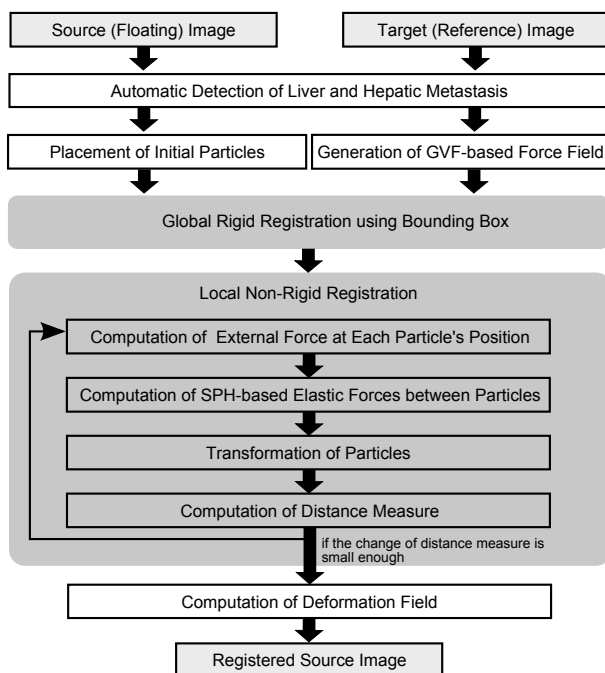 Source (Floating) Image
Target (Reference) Image
Automatic Detection of Liver and Hepatic Metastasis
Placement of Initial Particles
Generation of GVF-based Force Field
Global Rigid Registration using Bounding Box
Local Non-Rigid Registration
Computation of External Force at Each Particle's Position
Computation of SPH-based Elastic Forces between Particles
Transformation of Particles
Computation of Distance Measure
if the change of distance measure is
small enough
Computation of Deformation Field
Registered Source Image